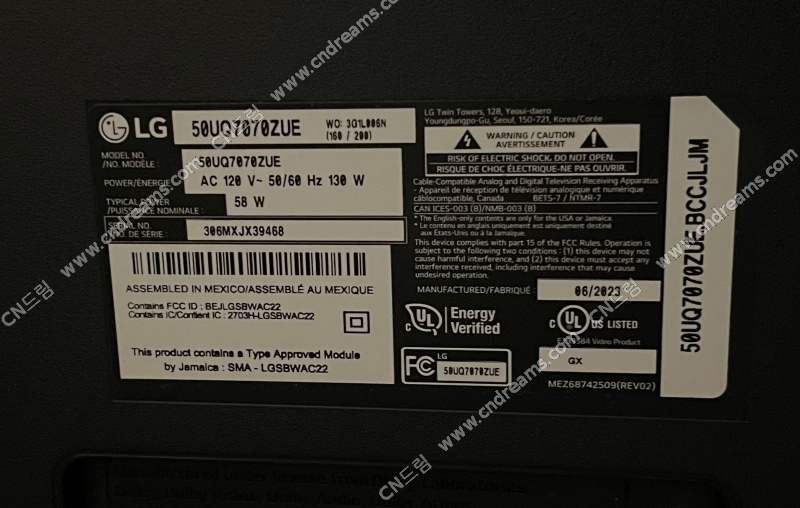 LG
50UQ7070ZUE
WO: 3G1L006N
(160 / 200)
MODEL NO.
/NO. MODÈLE:
50UQ7070ZUE
POWER/ÉNERGIE
AC 120 V~ 50/60 Hz 130 W
TYPICAL POWER
/PUISSANCE NOMINALE :
58 W
SERIAL NO.
/NO. DE SÉRIE:
306MXJX39468
ASSEMBLED IN MEXICO/ASSEMBLÉ AU MEXIQUE
Contains FCC ID : BEJLGSBWAC22
Contains IC/Contient IC : 2703H-LGSBWAC22
This product contains a Type Approved Module
by Jamaica : SMA - LGSBWAC22
LG Twin Towers, 128, Yeoui-daero
Youngdungpo-Gu, Seoul, 150-721, Korea/Corée
WARNING / CAUTION
AVERTISSEMENT
RISK OF ELECTRIC SHOCK. DO NOT OPEN.
RISQUE DE CHOC ÉLECTRIQUE-NE PAS OUVRIR.
Cable-Compatible Analog and Digital Television Receiving Apparatus
- Appareil de réception de télévision analogique et numérique
câblocompatible, Canada BETS-7 / NTMR-7
CAN ICES-003 (B)/NMB-003 (B)
* The English-only contents are only for the USA or Jamaica.
* Le contenu en anglais uniquement est uniquement destiné
aux États-Unis ou à la Jamaïque.
This device complies with part 15 of the FCC Rules. Operation is
subject to the following two conditions : (1) this device may not
cause harmful interference, and (2) this device must accept any
interference received, including interference that may cause
undesired operation.
MANUFACTURED/FABRIQUÉ :
06/2023
c UL
Energy
Verified
c UL US LISTED
Video Product
FC
LG
50UQ7070ZUE
GX
MEZ68742509(REV02)
50UQ7070ZUE.BCCJLJM
CN드림 www.cndreams.com